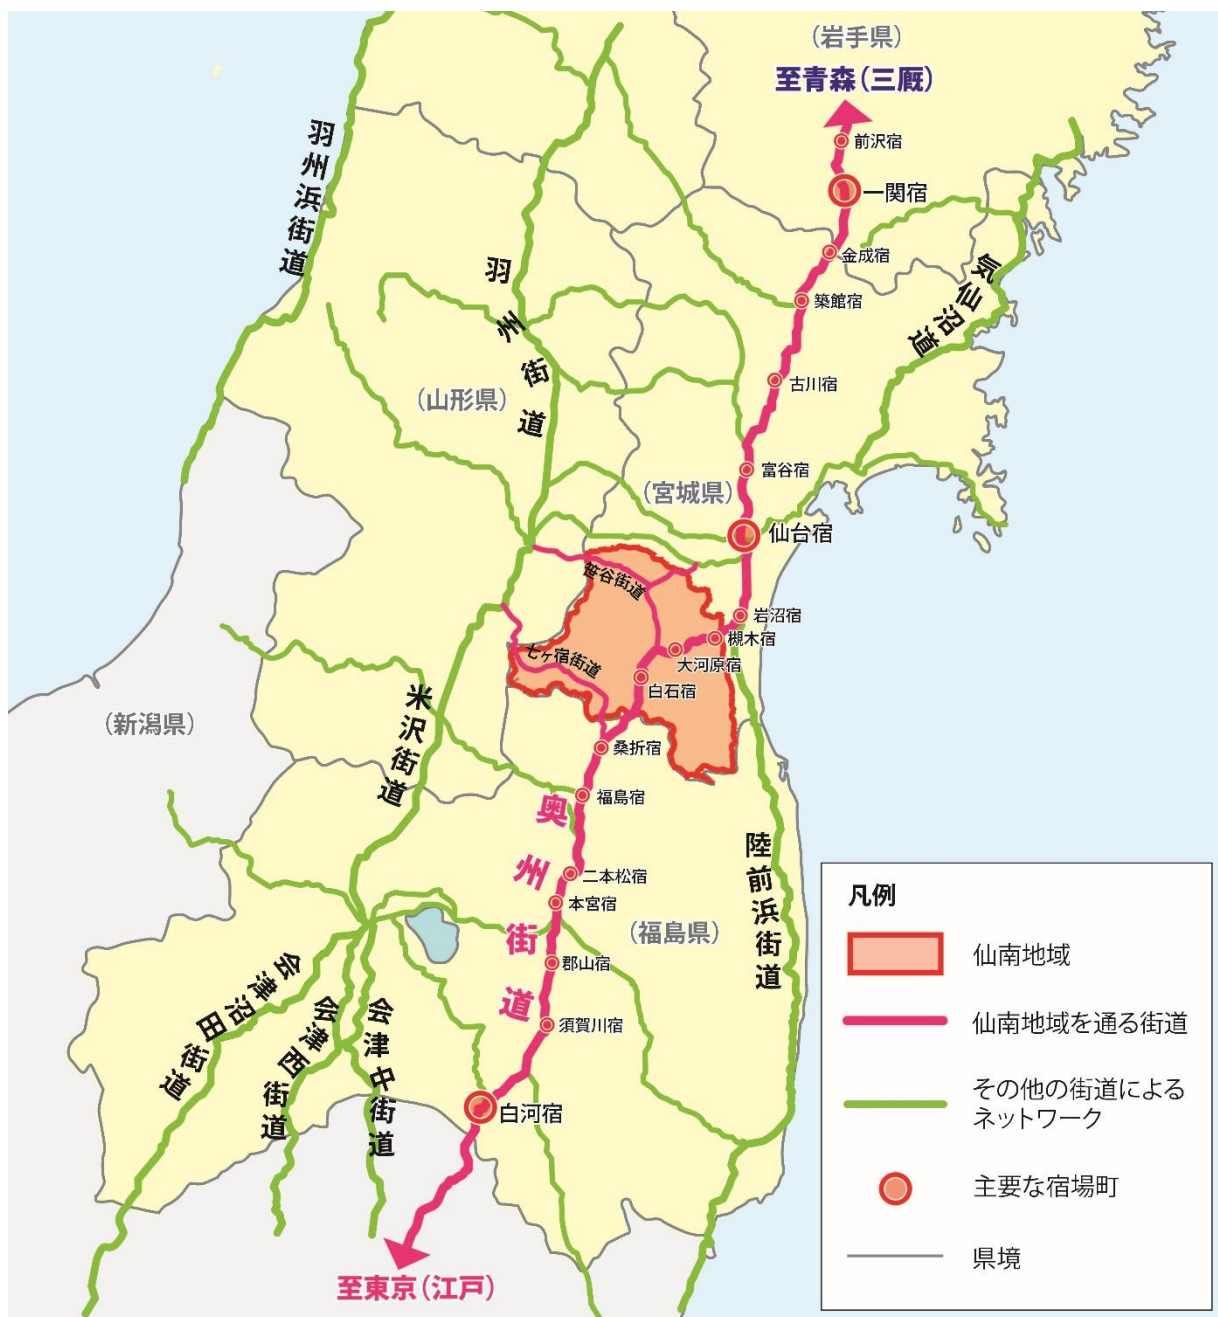 (岩手県)
至青森(三厩)
前沢宿
一関宿
金成宿
築館宿
古川宿
富谷宿
仙台宿
岩沼宿
槻木宿
大河原宿
白石宿
桑折宿
福島宿
二本松宿
本宮宿
郡山宿
須賀川宿
白河宿
至東京(江戸)
羽州浜街道
羽州街道
気仙沼道
(山形県)
(宮城県)
笹谷街道
七ヶ宿街道
米沢街道
(新潟県)
奥州街道
陸前浜街道
(福島県)
会津沼田街道
会津西街道
会津中街道
凡例
仙南地域
仙南地域を通る街道
その他の街道による
ネットワーク
主要な宿場町
県境